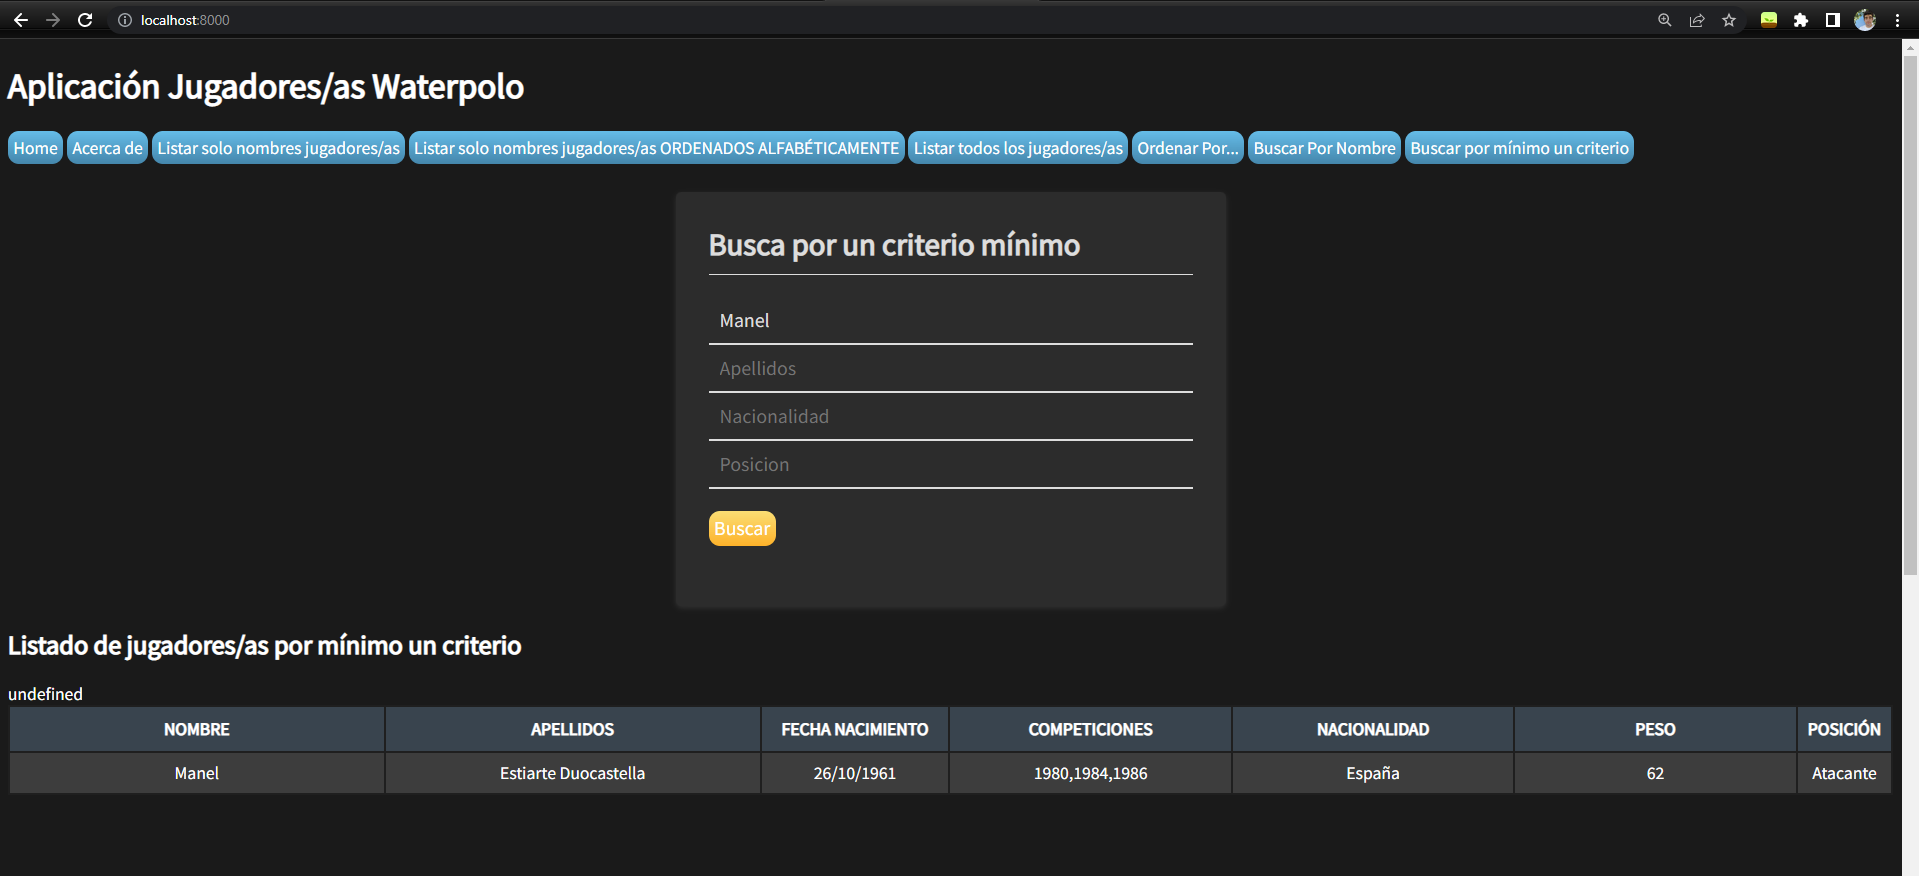 localhost:8000
Aplicación Jugadores/as Waterpolo
Home Acerca de Listar solo nombres jugadores/as Listar solo nombres jugadores/as ORDENADOS ALFABÉTICAMENTE Listar todos los jugadores/as Ordenar Por... Buscar Por Nombre Buscar por mínimo un criterio
Busca por un criterio mínimo
Manel
Apellidos
Nacionalidad
Posicion
Buscar
Listado de jugadores/as por mínimo un criterio
undefined
NOMBRE APELLIDOS FECHA NACIMIENTO COMPETICIONES NACIONALIDAD PESO POSICIÓN
Manel Estiarte Duocastella 26/10/1961 1980,1984,1986 España 62 Atacante